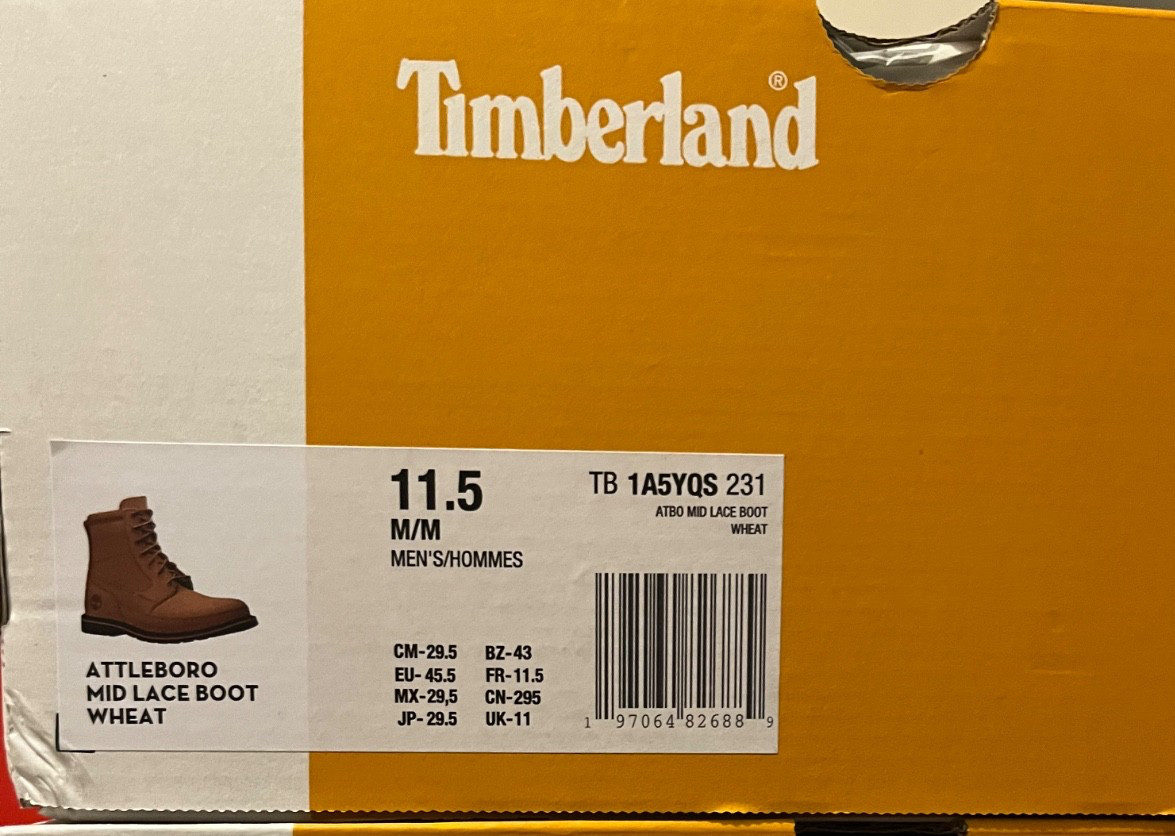 Timberland®
ATTLEBORO
MID LACE BOOT
WHEAT
11.5
M/M
MEN'S/HOMMES
CM-29.5 BZ-43
EU-45.5 FR-11.5
MX-29,5 CN-295
JP-29.5 UK-11
TB 1A5YQS 231
ATBO MID LACE BOOT
WHEAT
1 97064 82688 9